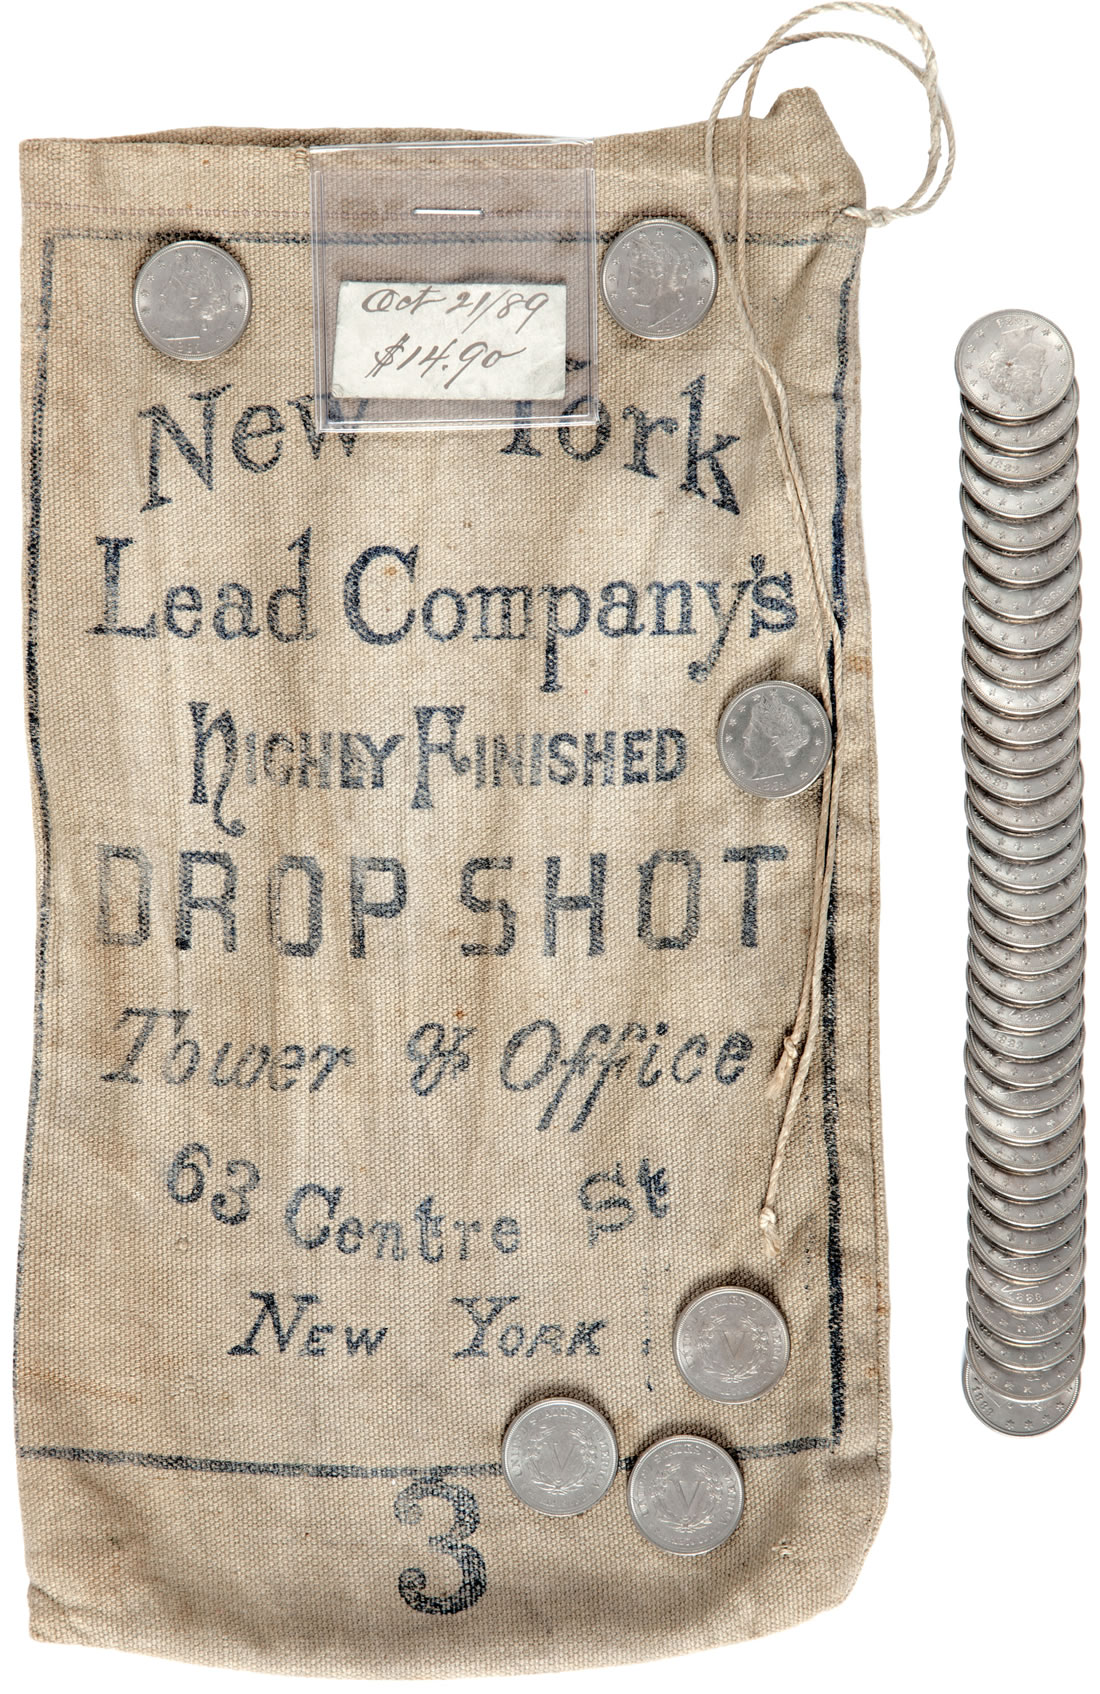 Oct 21/89
$14.90
New York
Lead Company's
Highly Finished
DROP SHOT
Tower & Office
63 Centre St
New York
3
V
V
V